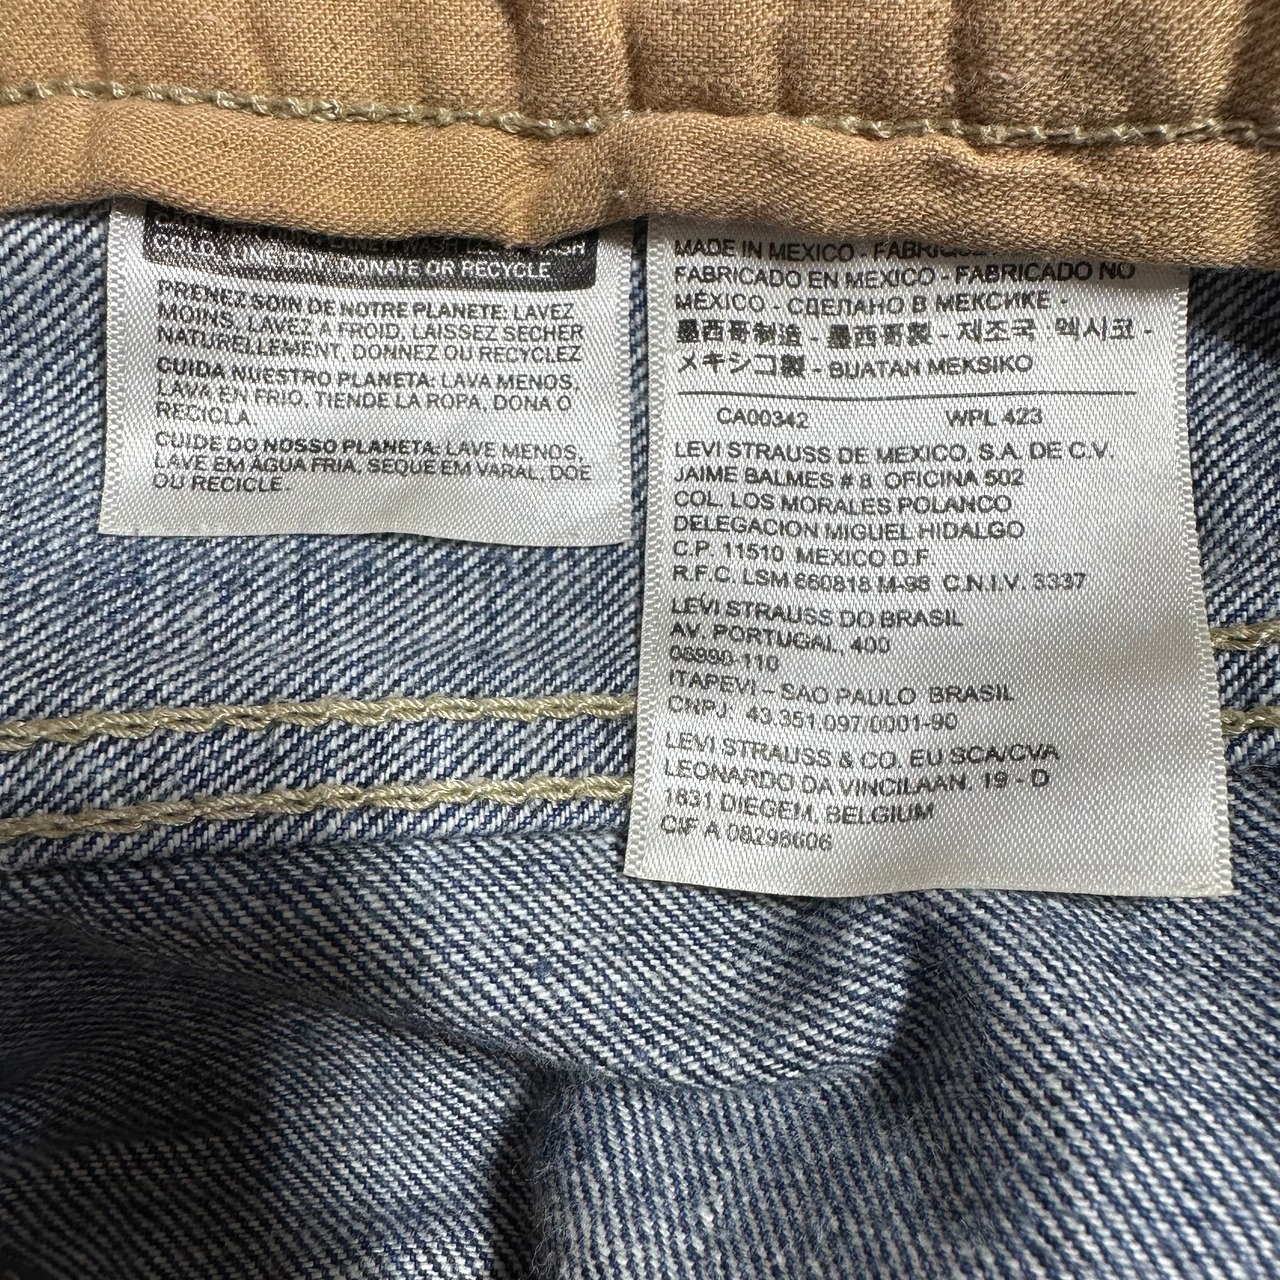 WASH LESS, WASH
COLD, LINE DRY, DONATE OR RECYCLE
PRENEZ SOIN DE NOTRE PLANETE: LAVEZ
MOINS, LAVEZ A FROID, LAISSEZ SECHER
NATURELLEMENT, DONNEZ OU RECYCLEZ
CUIDA NUESTRO PLANETA: LAVA MENOS,
LAVA EN FRIO, TIENDE LA ROPA, DONA O
RECICLA.
CUIDE DO NOSSO PLANETA: LAVE MENOS,
LAVE EM ÁGUA FRIA, SEQUE EM VARAL, DOE
OU RECICLE.
MADE IN MEXICO -
FABRICADO EN MEXICO - FABRICADO NO
MÉXICO - СДЕЛАНО В МЕКСИКЕ -
墨西哥制造 - 墨西哥製 - 제조국 멕시코 -
メキシコ製 - BUATAN MEKSIKO
CA00342 WPL 423
LEVI STRAUSS DE MEXICO, S.A. DE C.V.
JAIME BALMES # 8 OFICINA 502
COL. LOS MORALES POLANCO
DELEGACION MIGUEL HIDALGO
C.P. 11510, MEXICO D.F
R.F.C. LSM 860818 M-95 C.N.I.V. 3337
LEVI STRAUSS DO BRASIL
AV. PORTUGAL, 400
06690-110
ITAPEVI – SAO PAULO BRASIL
CNPJ: 43.351.097/0001-90
LEVI STRAUSS & CO. EU SCA/CVA
LEONARDO DA VINCILAAN, 19 - D
1831 DIEGEM, BELGIUM
CIF A 08296606